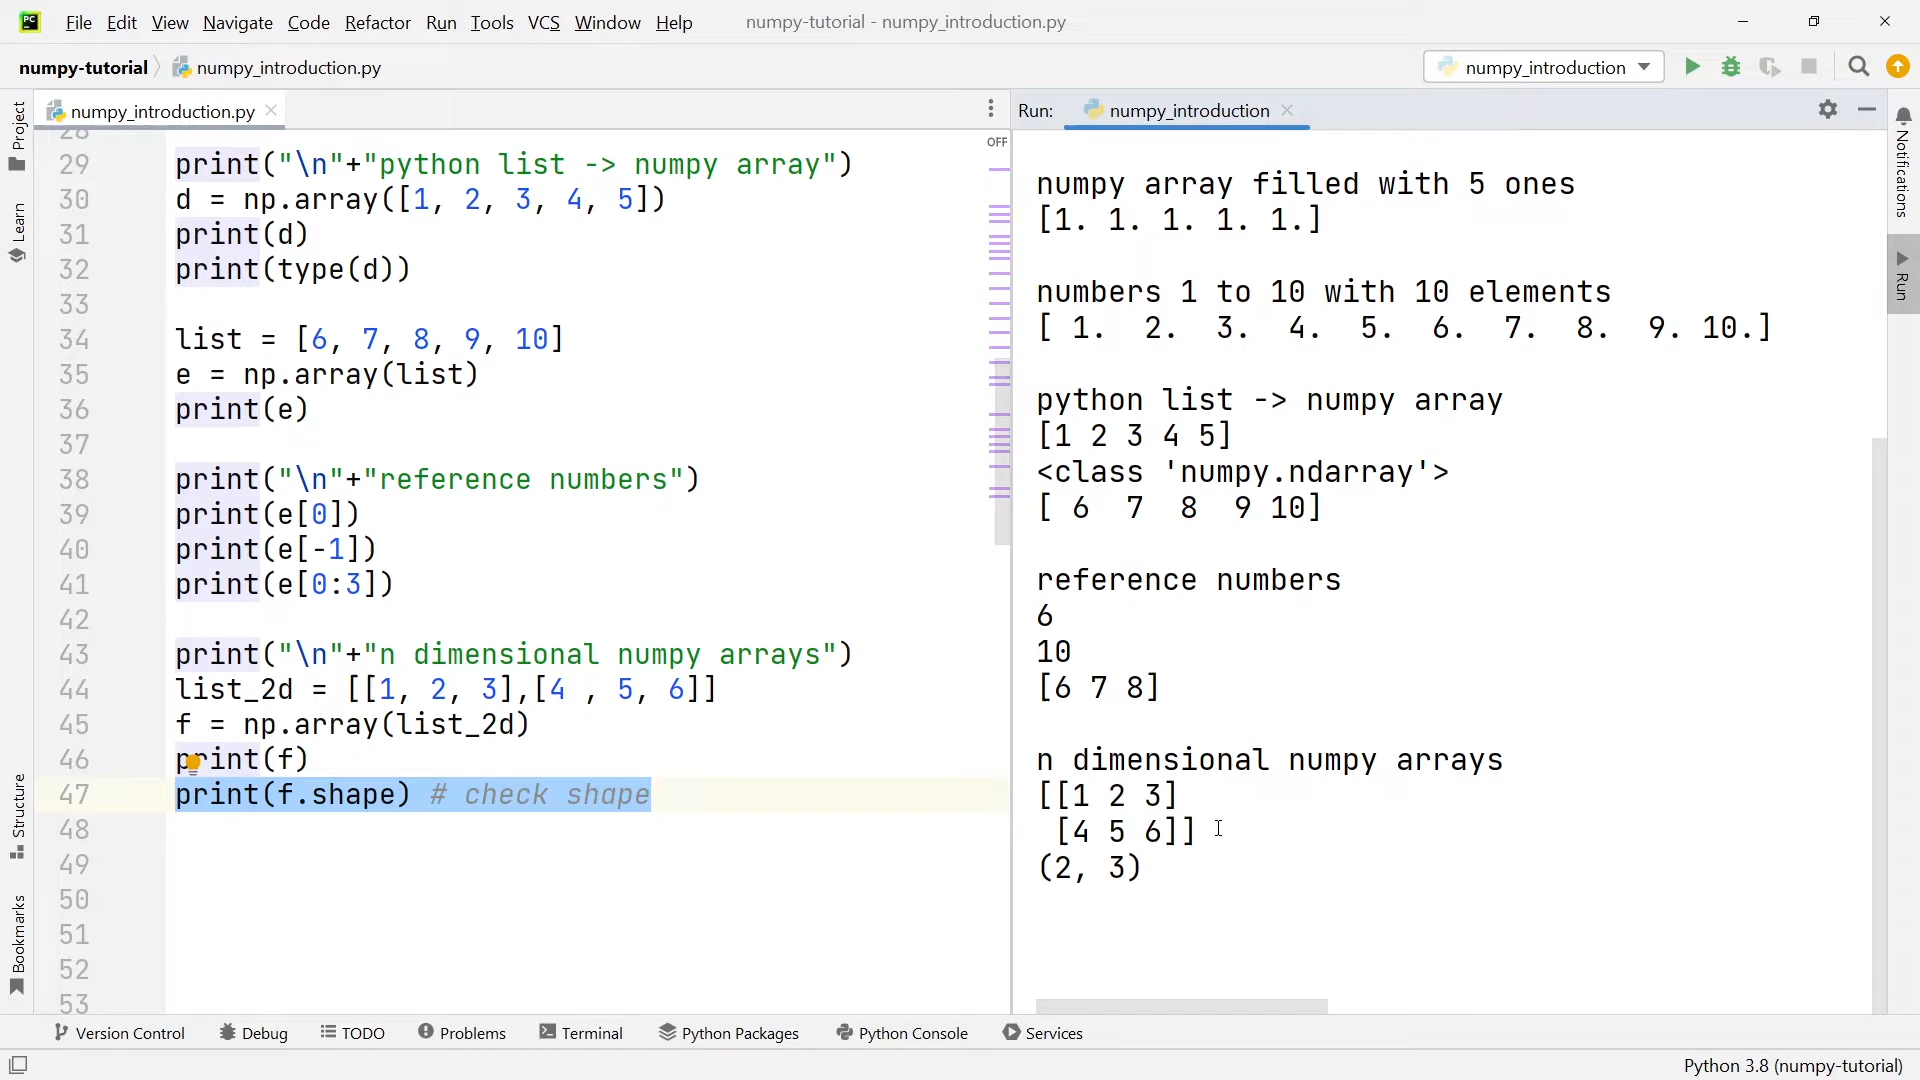 PC
File Edit View Navigate Code Refactor Run Tools VCS Window Help numpy-tutorial - numpy_introduction.py
numpy-tutorial numpy_introduction.py numpy_introduction
Project
Learn
Structure
Bookmarks
numpy_introduction.py
OFF
28
29 print("\n"+"python list -> numpy array")
30 d = np.array([1, 2, 3, 4, 5])
31 print(d)
32 print(type(d))
33
34 list = [6, 7, 8, 9, 10]
35 e = np.array(list)
36 print(e)
37
38 print("\n"+"reference numbers")
39 print(e[0])
40 print(e[-1])
41 print(e[0:3])
42
43 print("\n"+"n dimensional numpy arrays")
44 list_2d = [[1, 2, 3],[4 , 5, 6]]
45 f = np.array(list_2d)
46 print(f)
47 print(f.shape) # check shape
48
49
50
51
52
53
Run: numpy_introduction
numpy array filled with 5 ones
[1. 1. 1. 1. 1.]
numbers 1 to 10 with 10 elements
[ 1.  2.  3.  4.  5.  6.  7.  8.  9. 10.]
python list -> numpy array
[1 2 3 4 5]
<class 'numpy.ndarray'>
[ 6  7  8  9 10]
reference numbers
6
10
[6 7 8]
n dimensional numpy arrays
[[1 2 3]
 [4 5 6]]
(2, 3)
Notifications
Run
Version Control Debug TODO Problems Terminal Python Packages Python Console Services
Python 3.8 (numpy-tutorial)